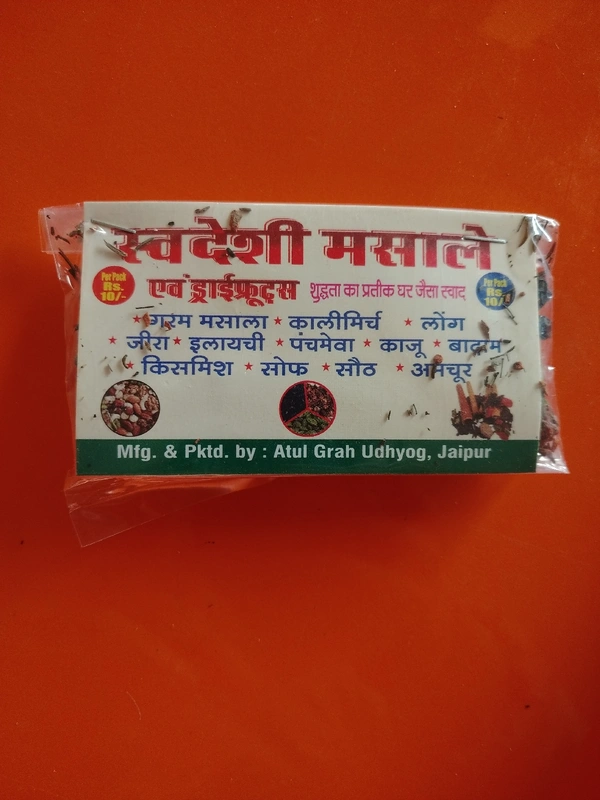 स्वदेशी मसाले
Per Pack
Rs.
10/-
एवं ड्राईफ्रूट्स शुद्धता का प्रतीक घर जैसा स्वाद
Per Pack
Rs.
10/-
* गरम मसाला * कालीमिर्च * लोंग
* जीरा * इलायची * पंचमेवा * काजू * बादाम
* किसमिश * सोफ * सौठ * अमचूर
Mfg. & Pktd. by : Atul Grah Udhyog, Jaipur